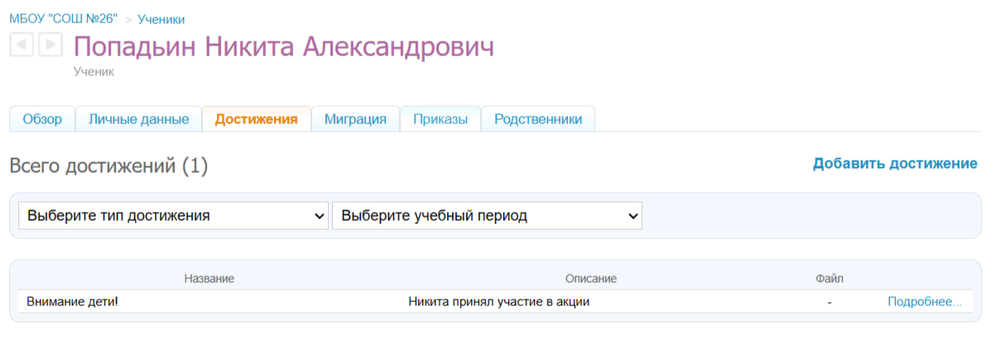 МБОУ "СОШ №26" > Ученики
Попадьин Никита Александрович
Ученик
Обзор Личные данные Достижения Миграция Приказы Родственники
Всего достижений (1) Добавить достижение
Выберите тип достижения Выберите учебный период
Название Описание Файл
Внимание дети! Никита принял участие в акции - Подробнее...